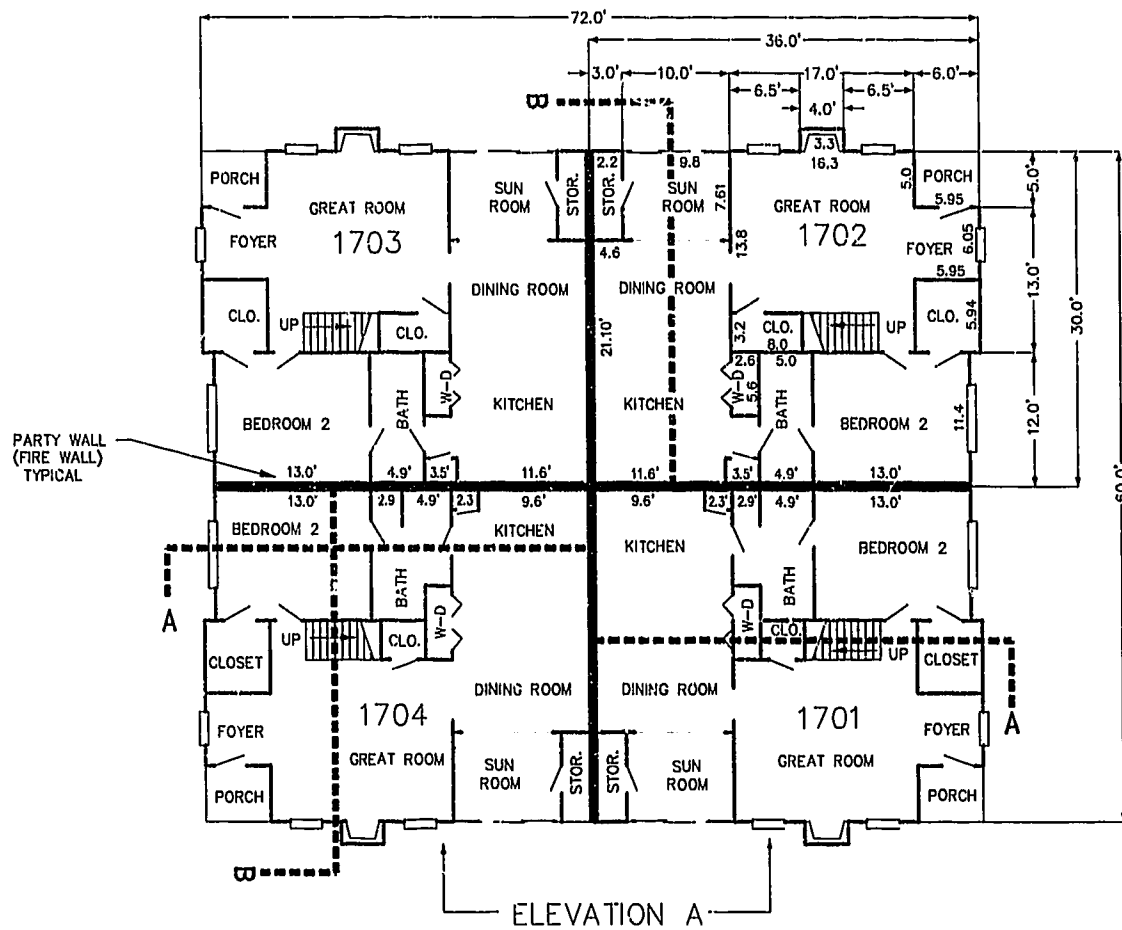 72.0'
36.0'
3.0' 10.0' 17.0' 6.0'
6.5' 6.5'
4.0'
B
3.3
16.3
2.2 9.8
PORCH SUN ROOM STOR. STOR. SUN ROOM 7.61 5.0 PORCH 5.0'
5.95
GREAT ROOM GREAT ROOM
FOYER 1703 1702 FOYER 6.05
4.6 13.8
5.95
DINING ROOM DINING ROOM
13.0' 30.0'
CLO. UP CLO. 21.10' 3.2 CLO. UP CLO. 5.94
8.0
2.6 5.0
W-D W-D 5.6
BATH BATH
KITCHEN KITCHEN
BEDROOM 2 BEDROOM 2 11.4 12.0'
PARTY WALL
(FIRE WALL)
TYPICAL
13.0' 4.9' 3.5' 11.6' 11.6' 3.5' 4.9' 13.0'
60.0'
13.0' 2.9 4.9' 2.3 9.6' 9.6' 2.3' 2.9' 4.9' 13.0'
BEDROOM 2 KITCHEN KITCHEN BEDROOM 2
BATH BATH
A
W-D W-D
UP CLO. CLO. UP
CLOSET CLOSET
DINING ROOM DINING ROOM
1704 1701 A
FOYER FOYER
GREAT ROOM GREAT ROOM
SUN ROOM STOR. STOR. SUN ROOM
PORCH PORCH
B
ELEVATION A